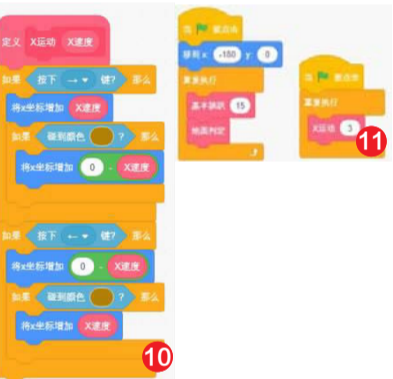 定义 X运动 X速度
如果 按下 → 键? 那么
将x坐标增加 X速度
如果 碰到颜色 ? 那么
将x坐标增加 0 - X速度
如果 按下 ← 键? 那么
将x坐标增加 0 - X速度
如果 碰到颜色 ? 那么
将x坐标增加 X速度
10
当 被点击
移到 x: -150 y: 0
重复执行
基本跳跃 15
地面判定
当 被点击
重复执行
X运动 3
11